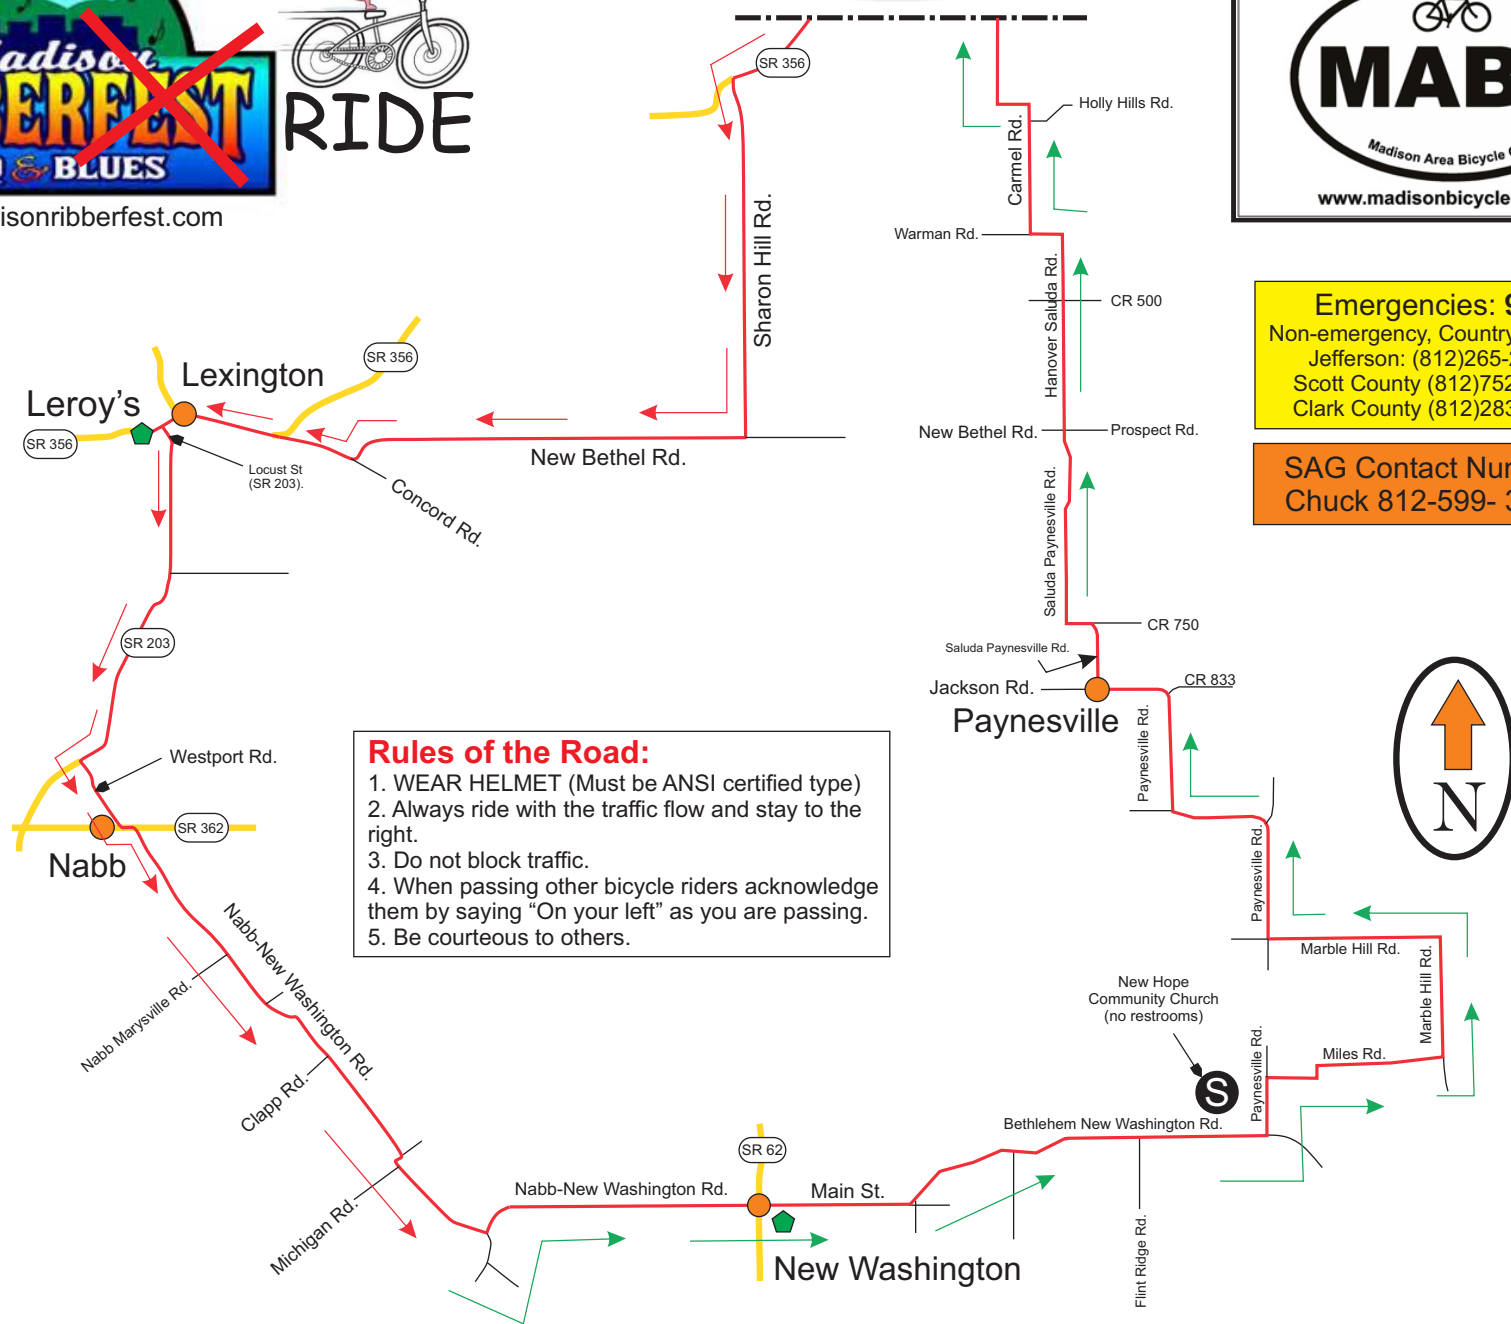 adison
BERFEST
& BLUES
isonribberfest.com
RIDE
SR 356
Holly Hills Rd.
Carmel Rd.
Warman Rd.
Sharon Hill Rd.
Hanover Saluda Rd.
CR 500
MAB
Madison Area Bicycle
www.madisonbicycle
Emergencies: 9
Non-emergency, Country
Jefferson: (812)265-
Scott County (812)752
Clark County (812)283
SAG Contact Nu
Chuck 812-599- 3
SR 356
Lexington
Leroy's
SR 356
Locust St
(SR 203).
Concord Rd.
New Bethel Rd.
New Bethel Rd.
Prospect Rd.
Saluda Paynesville Rd.
CR 750
Saluda Paynesville Rd.
Jackson Rd.
CR 833
Paynesville
SR 203
Westport Rd.
SR 362
Nabb
Rules of the Road:
1. WEAR HELMET (Must be ANSI certified type)
2. Always ride with the traffic flow and stay to the
right.
3. Do not block traffic.
4. When passing other bicycle riders acknowledge
them by saying “On your left” as you are passing.
5. Be courteous to others.
N
Paynesville Rd.
Paynesville Rd.
Marble Hill Rd.
Marble Hill Rd.
New Hope
Community Church
(no restrooms)
S
Paynesville Rd.
Miles Rd.
Bethlehem New Washington Rd.
Flint Ridge Rd.
Nabb-New Washington Rd.
Nabb Marysville Rd.
Clapp Rd.
Michigan Rd.
SR 62
Nabb-New Washington Rd.
Main St.
New Washington